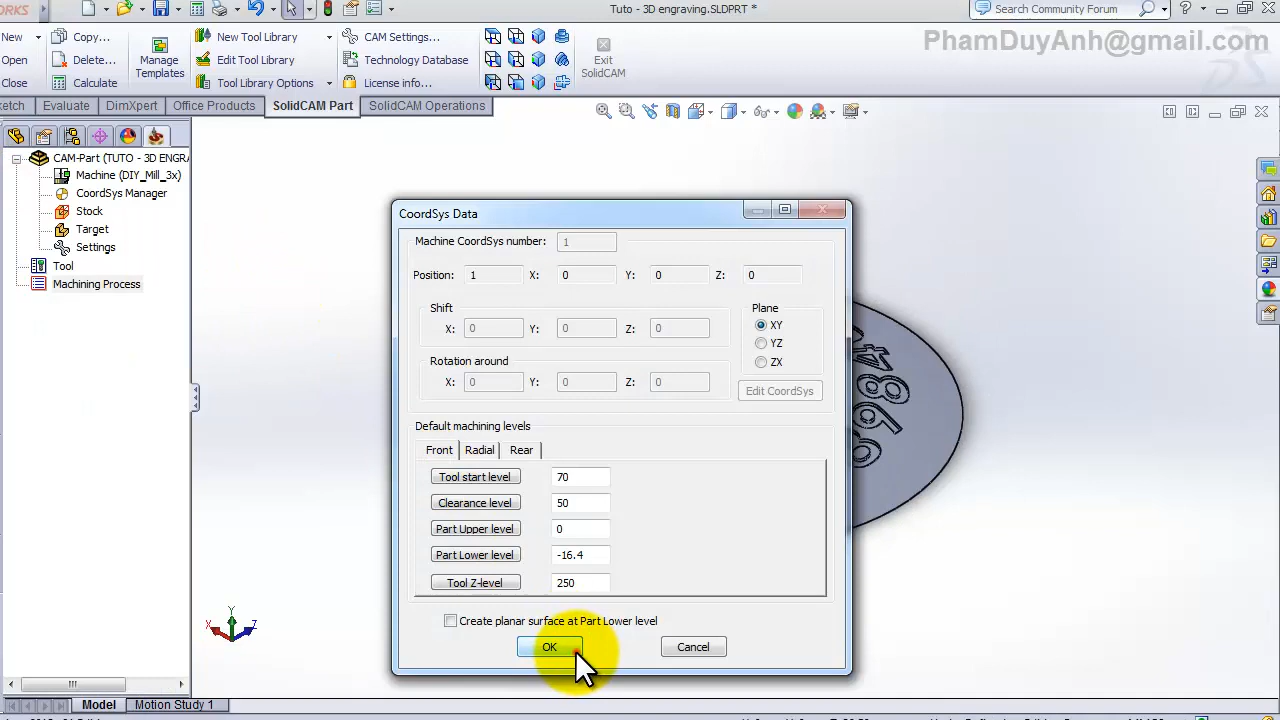 ORKS
Tuto - 3D engraving.SLDPRT *
Search Community Forum
PhamDuyAnh@gmail.com
New
Open
Close
Copy...
Delete...
Calculate
Manage Templates
New Tool Library
Edit Tool Library
Tool Library Options
CAM Settings...
Technology Database
License info...
Exit SolidCAM
ketch
Evaluate
DimXpert
Office Products
SolidCAM Part
SolidCAM Operations
CAM-Part (TUTO - 3D ENGRA
Machine (DIY_Mill_3x)
CoordSys Manager
Stock
Target
Settings
Tool
Machining Process
CoordSys Data
Machine CoordSys number: 1
Position: 1 X: 0 Y: 0 Z: 0
Shift
X: 0 Y: 0 Z: 0
Rotation around
X: 0 Y: 0 Z: 0
Plane
XY
YZ
ZX
Edit CoordSys
Default machining levels
Front Radial Rear
Tool start level 70
Clearance level 50
Part Upper level 0
Part Lower level -16.4
Tool Z-level 250
Create planar surface at Part Lower level
OK Cancel
Y
X Z
Model Motion Study 1